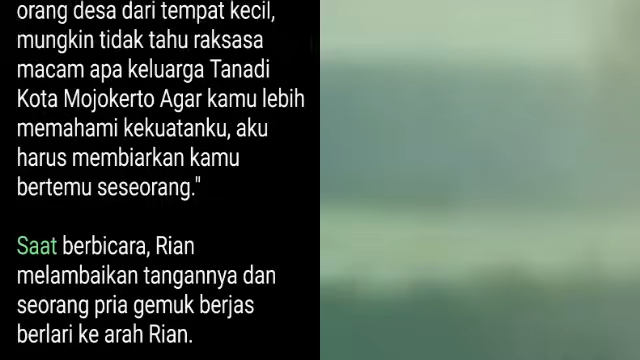 orang desa dari tempat kecil,
mungkin tidak tahu raksasa
macam apa keluarga Tanadi
Kota Mojokerto Agar kamu lebih
memahami kekuatanku, aku
harus membiarkan kamu
bertemu seseorang."
Saat berbicara, Rian
melambaikan tangannya dan
seorang pria gemuk berjas
berlari ke arah Rian.